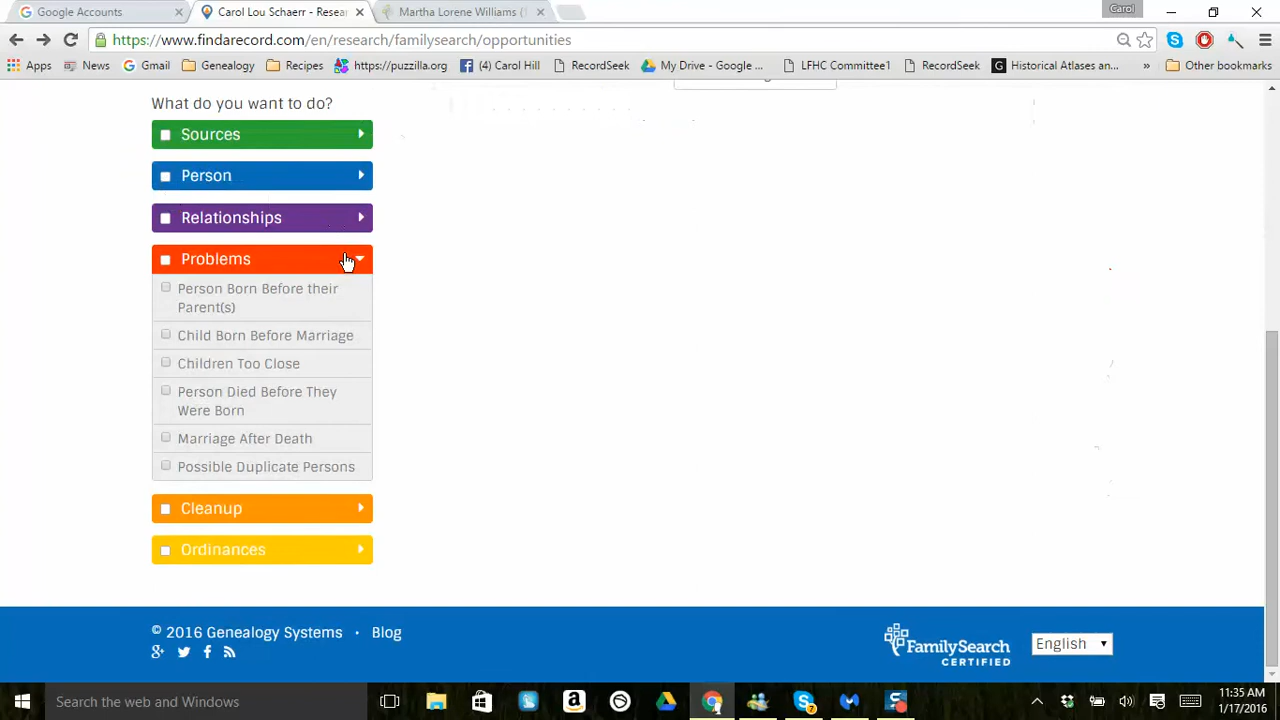 Google Accounts
Carol Lou Schaerr - Resea
Martha Lorene Williams (
Carol
https://www.findarecord.com/en/research/familysearch/opportunities
Apps
News
Gmail
Genealogy
Recipes
https://puzzilla.org
(4) Carol Hill
RecordSeek
My Drive - Google ...
LFHC Committee1
RecordSeek
Historical Atlases an...
»
Other bookmarks
What do you want to do?
Sources
Person
Relationships
Problems
Person Born Before their
Parent(s)
Child Born Before Marriage
Children Too Close
Person Died Before They
Were Born
Marriage After Death
Possible Duplicate Persons
Cleanup
Ordinances
© 2016 Genealogy Systems • Blog
FamilySearch
CERTIFIED
English
Search the web and Windows
11:35 AM
1/17/2016